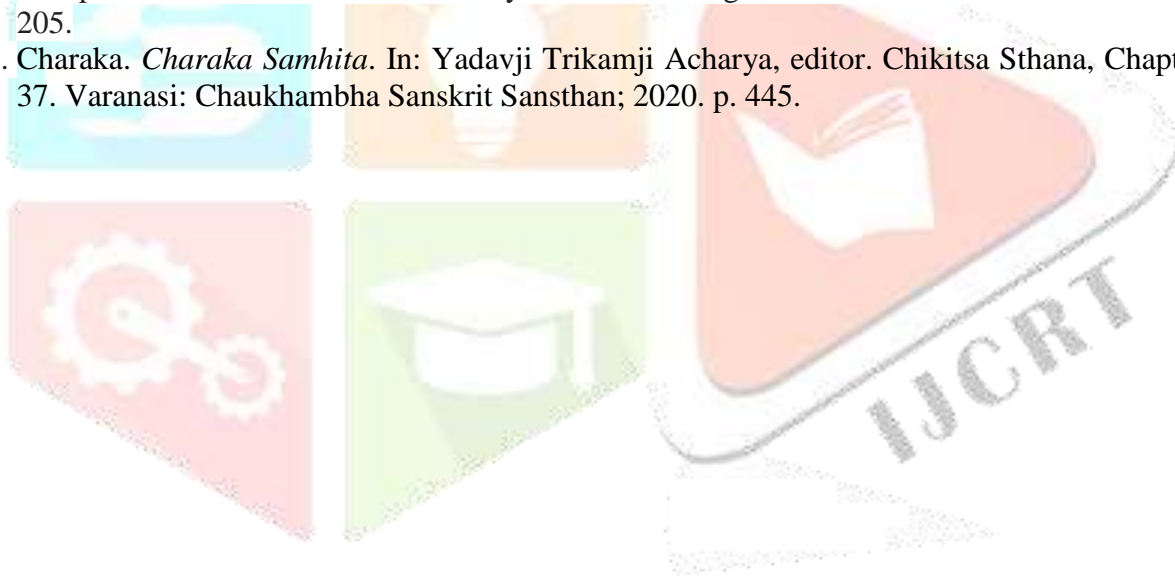 205.
. Charaka. Charaka Samhita. In: Yadavji Trikamji Acharya, editor. Chikitsa Sthana, Chapt
37. Varanasi: Chaukhambha Sanskrit Sansthan; 2020. p. 445.
IJCRT